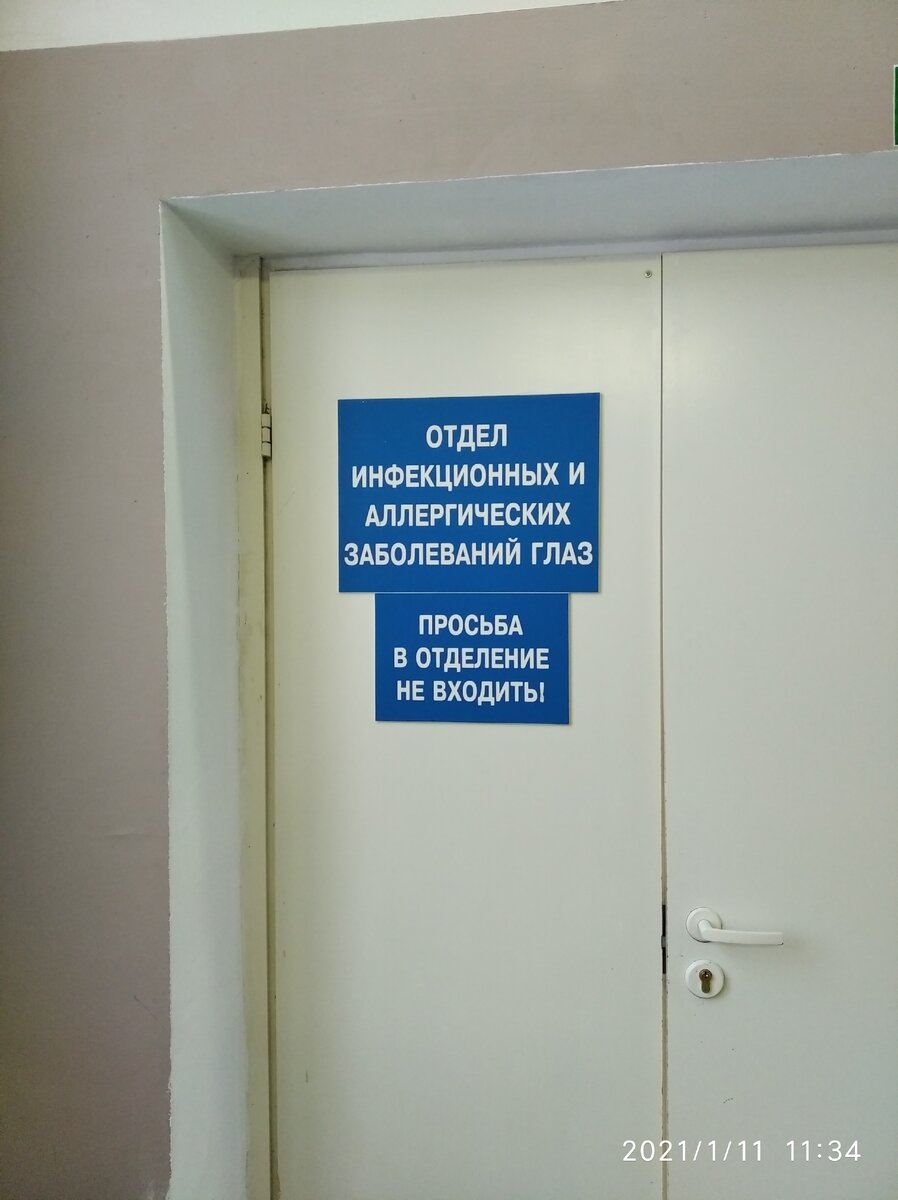 ОТДЕЛ
ИНФЕКЦИОННЫХ И
АЛЛЕРГИЧЕСКИХ
ЗАБОЛЕВАНИЙ ГЛАЗ
ПРОСЬБА
В ОТДЕЛЕНИЕ
НЕ ВХОДИТЬ!
2021/1/11 11:34